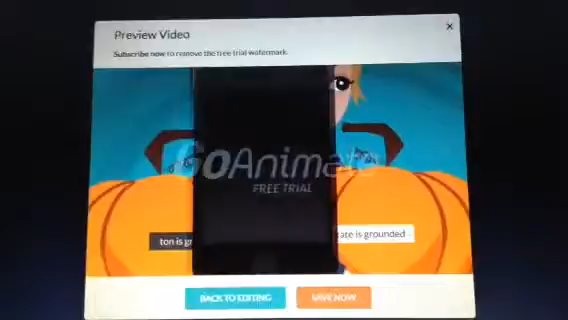 Preview Video
×
Subscribe now to remove the free trial watermark.
GoAnimate
FREE TRIAL
ton is gr
ate is grounded
BACK TO EDITING
SAVE NOW